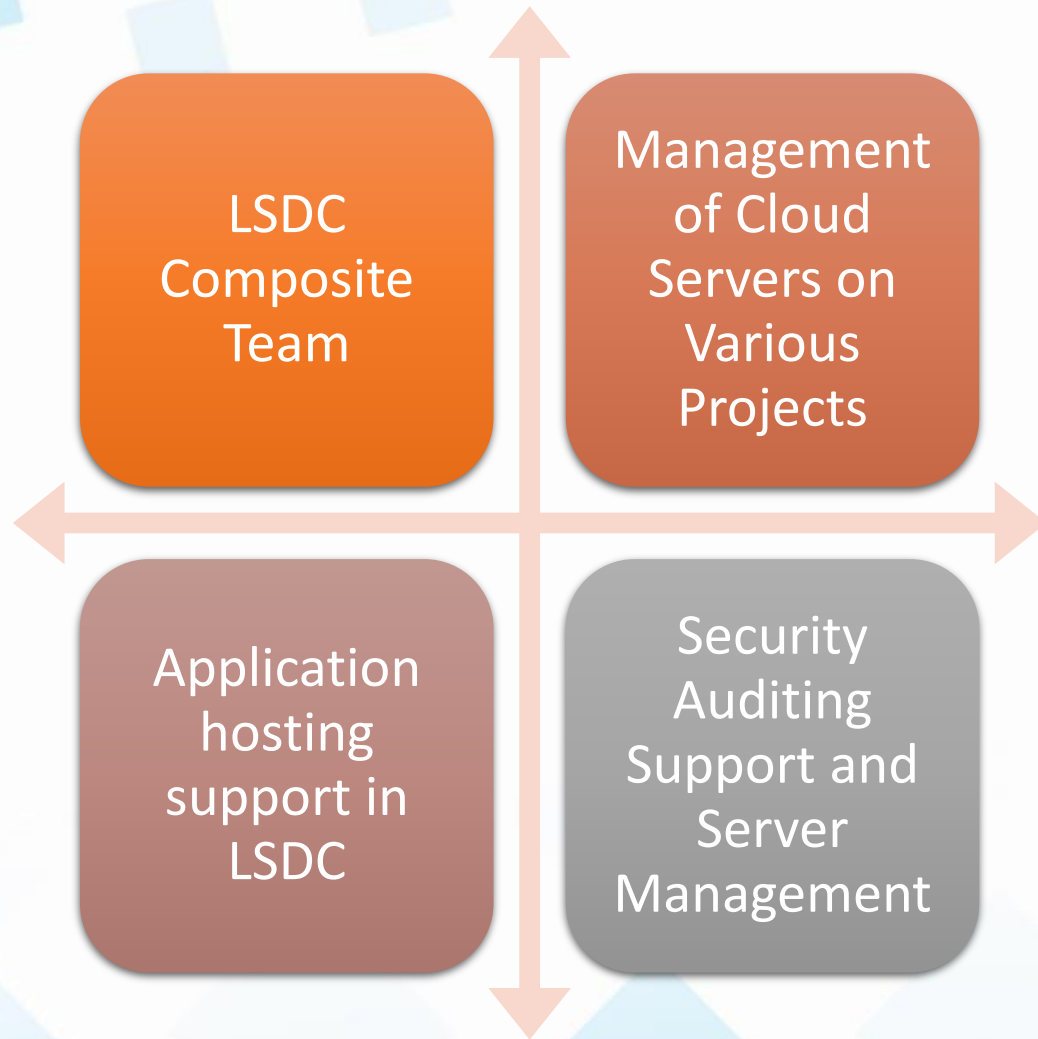 LSDC
Composite
Team
Management
of Cloud
Servers on
Various
Projects
Application
hosting
support in
LSDC
Security
Auditing
Support and
Server
Management